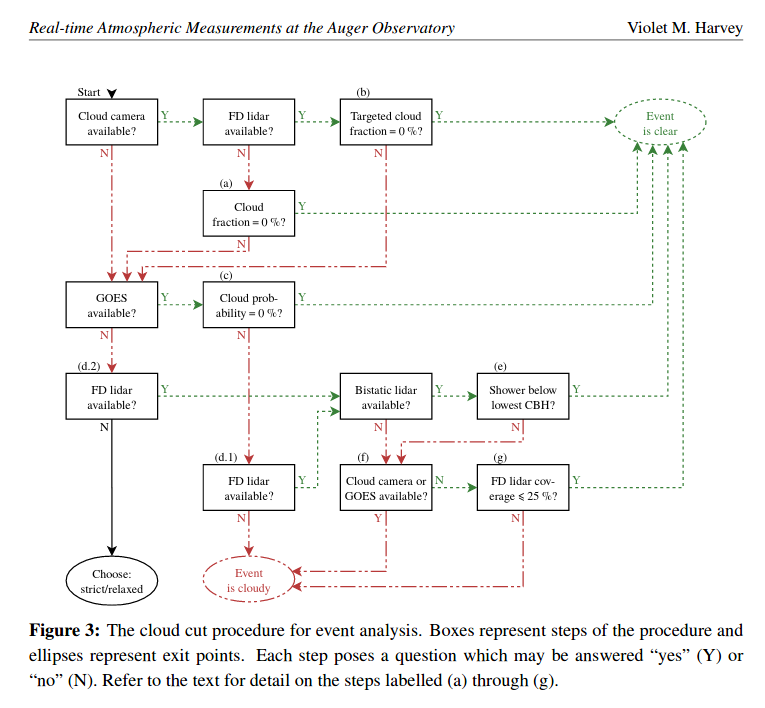 Real-time Atmospheric Measurements at the Auger Observatory
Violet M. Harvey
Start
(b)
Cloud camera
available?
Y
FD lidar
available?
Y
Targeted cloud
fraction = 0 %?
Y
Event
is clear
N
N
N
(a)
Cloud
fraction = 0 %?
Y
N
(c)
GOES
available?
Y
Cloud prob-
ability = 0 %?
Y
N
N
(d.2)
(e)
FD lidar
available?
Y
Bistatic lidar
available?
Y
Shower below
lowest CBH?
Y
N
N
N
(d.1)
(f)
(g)
FD lidar
available?
Y
Cloud camera or
GOES available?
N
FD lidar cov-
erage ⩽ 25 %?
Y
N
Y
N
Choose:
strict/relaxed
Event
is cloudy
Figure 3: The cloud cut procedure for event analysis. Boxes represent steps of the procedure and
ellipses represent exit points. Each step poses a question which may be answered “yes” (Y) or
“no” (N). Refer to the text for detail on the steps labelled (a) through (g).